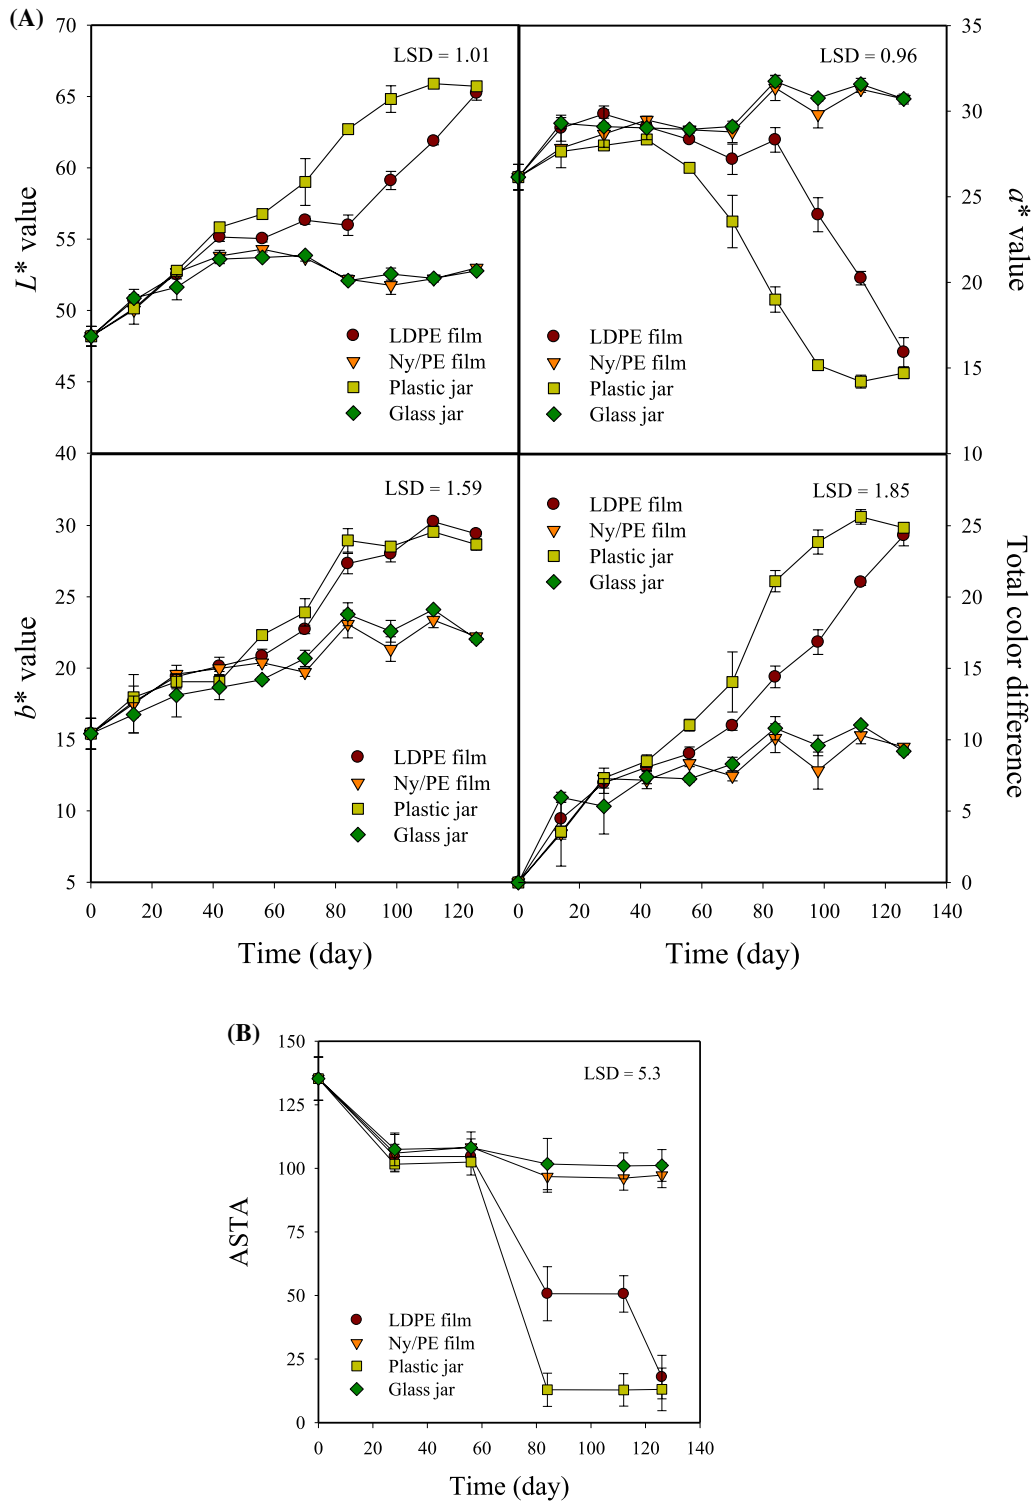 (A)
70
65
60
55
50
45
40
L* value
LSD = 1.01
LDPE film
Ny/PE film
Plastic jar
Glass jar
LSD = 0.96
LDPE film
Ny/PE film
Plastic jar
Glass jar
35
30
25
20
15
10
a* value
30
25
20
15
10
5
b* value
LSD = 1.59
LDPE film
Ny/PE film
Plastic jar
Glass jar
0 20 40 60 80 100 120
Time (day)
LSD = 1.85
LDPE film
Ny/PE film
Plastic jar
Glass jar
25
20
15
10
5
0
Total color difference
0 20 40 60 80 100 120 140
Time (day)
(B)
150
125
100
75
50
25
0
ASTA
LSD = 5.3
LDPE film
Ny/PE film
Plastic jar
Glass jar
0 20 40 60 80 100 120 140
Time (day)